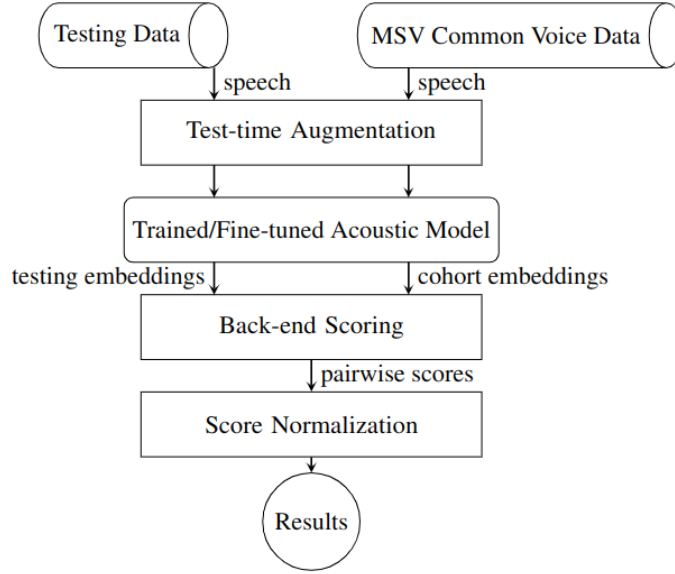 Testing Data
MSV Common Voice Data
speech
speech
Test-time Augmentation
Trained/Fine-tuned Acoustic Model
testing embeddings
cohort embeddings
Back-end Scoring
pairwise scores
Score Normalization
Results